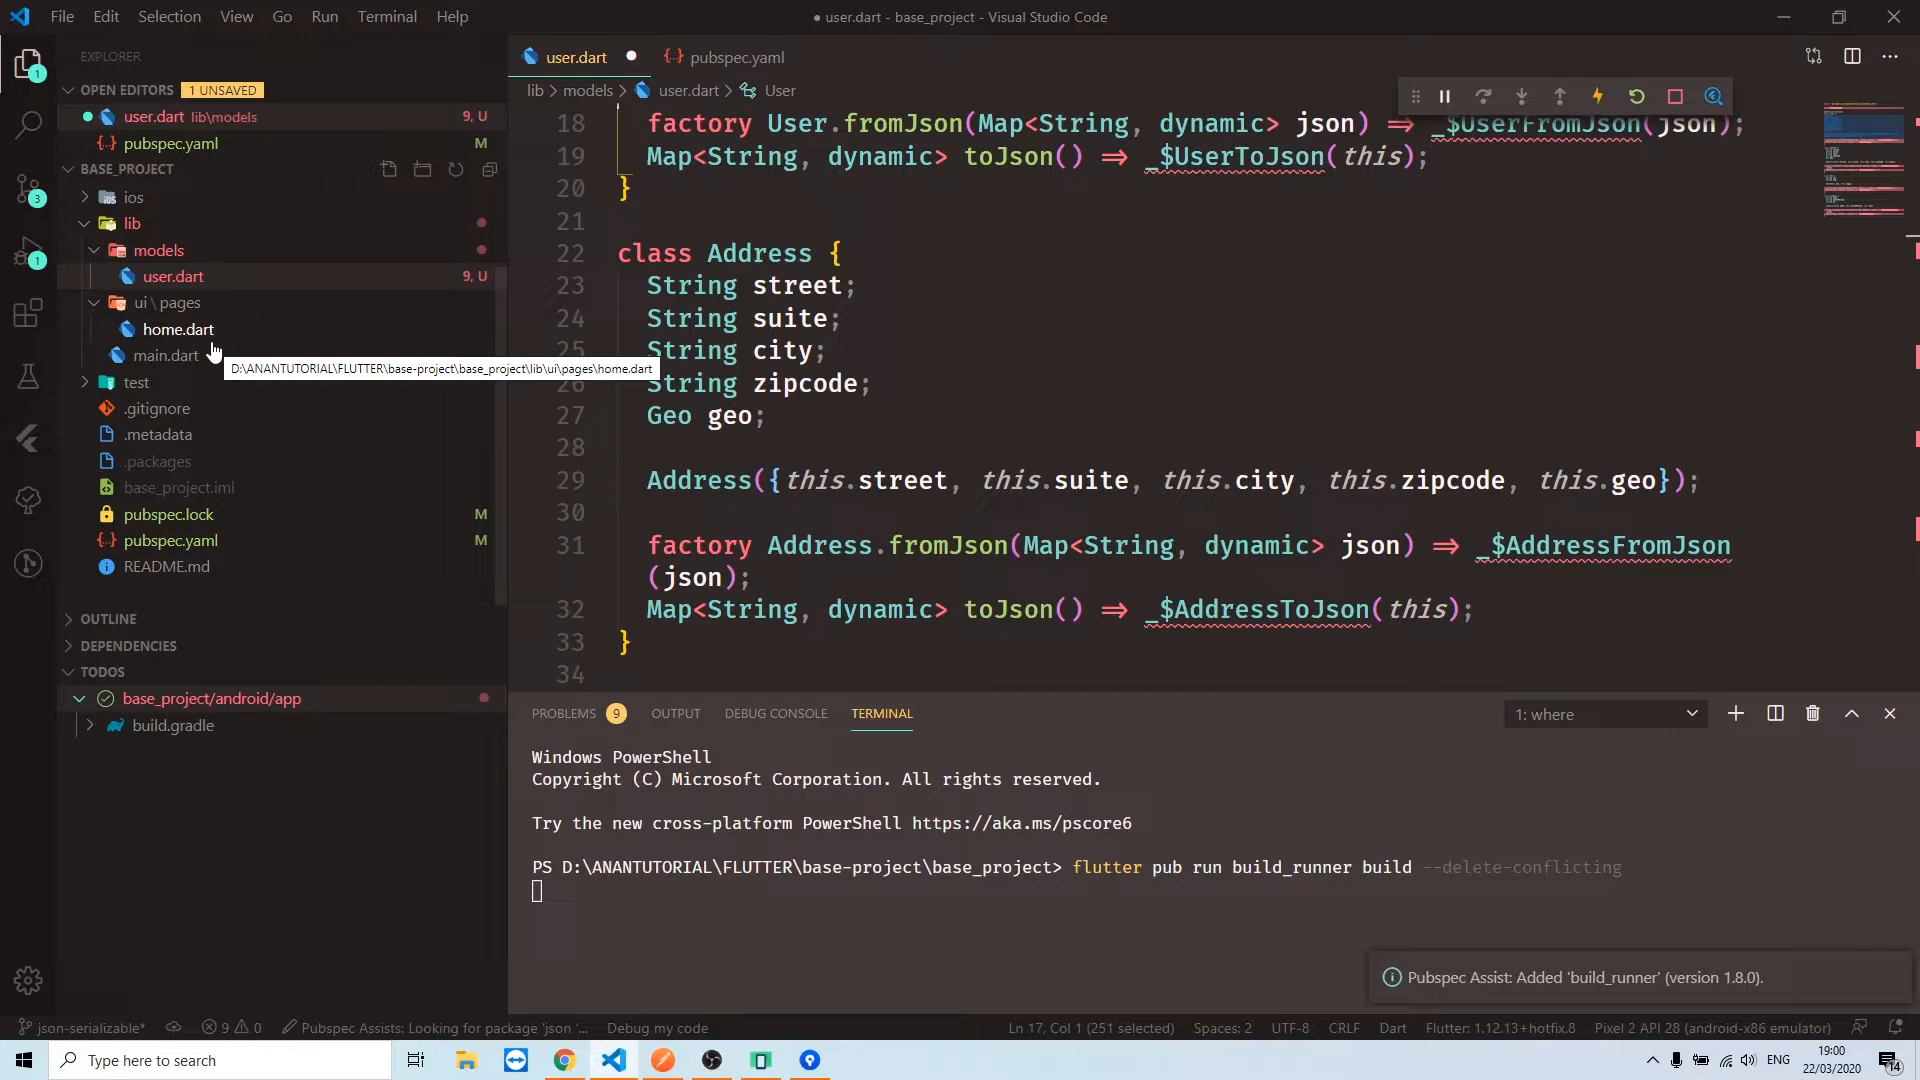 File Edit Selection View Go Run Terminal Help
● user.dart - base_project - Visual Studio Code
EXPLORER
OPEN EDITORS 1 UNSAVED
user.dart lib\models 9, U
pubspec.yaml M
BASE_PROJECT
ios
lib
models
user.dart 9, U
ui \ pages
home.dart
main.dart
D:\ANANTUTORIAL\FLUTTER\base-project\base_project\lib\ui\pages\home.dart
test
.gitignore
.metadata
.packages
base_project.iml
pubspec.lock M
pubspec.yaml M
README.md
OUTLINE
DEPENDENCIES
TODOS
base_project/android/app
build.gradle
1
3
1
user.dart ● pubspec.yaml
lib > models > user.dart > User
18 factory User.fromJson(Map<String, dynamic> json) => _$UserFromJson(json);
19 Map<String, dynamic> toJson() => _$UserToJson(this);
20 }
21
22 class Address {
23 String street;
24 String suite;
25 String city;
26 String zipcode;
27 Geo geo;
28
29 Address({this.street, this.suite, this.city, this.zipcode, this.geo});
30
31 factory Address.fromJson(Map<String, dynamic> json) => _$AddressFromJson
(json);
32 Map<String, dynamic> toJson() => _$AddressToJson(this);
33 }
34
PROBLEMS 9 OUTPUT DEBUG CONSOLE TERMINAL 1: where
Windows PowerShell
Copyright (C) Microsoft Corporation. All rights reserved.
Try the new cross-platform PowerShell https://aka.ms/pscore6
PS D:\ANANTUTORIAL\FLUTTER\base-project\base_project> flutter pub run build_runner build --delete-conflicting
Pubspec Assist: Added 'build_runner' (version 1.8.0).
json-serializable* 9 0 Pubspec Assists: Looking for package 'json '... Debug my code Ln 17, Col 1 (251 selected) Spaces: 2 UTF-8 CRLF Dart Flutter: 1.12.13+hotfix.8 Pixel 2 API 28 (android-x86 emulator)
Type here to search
ENG
19:00
22/03/2020
14